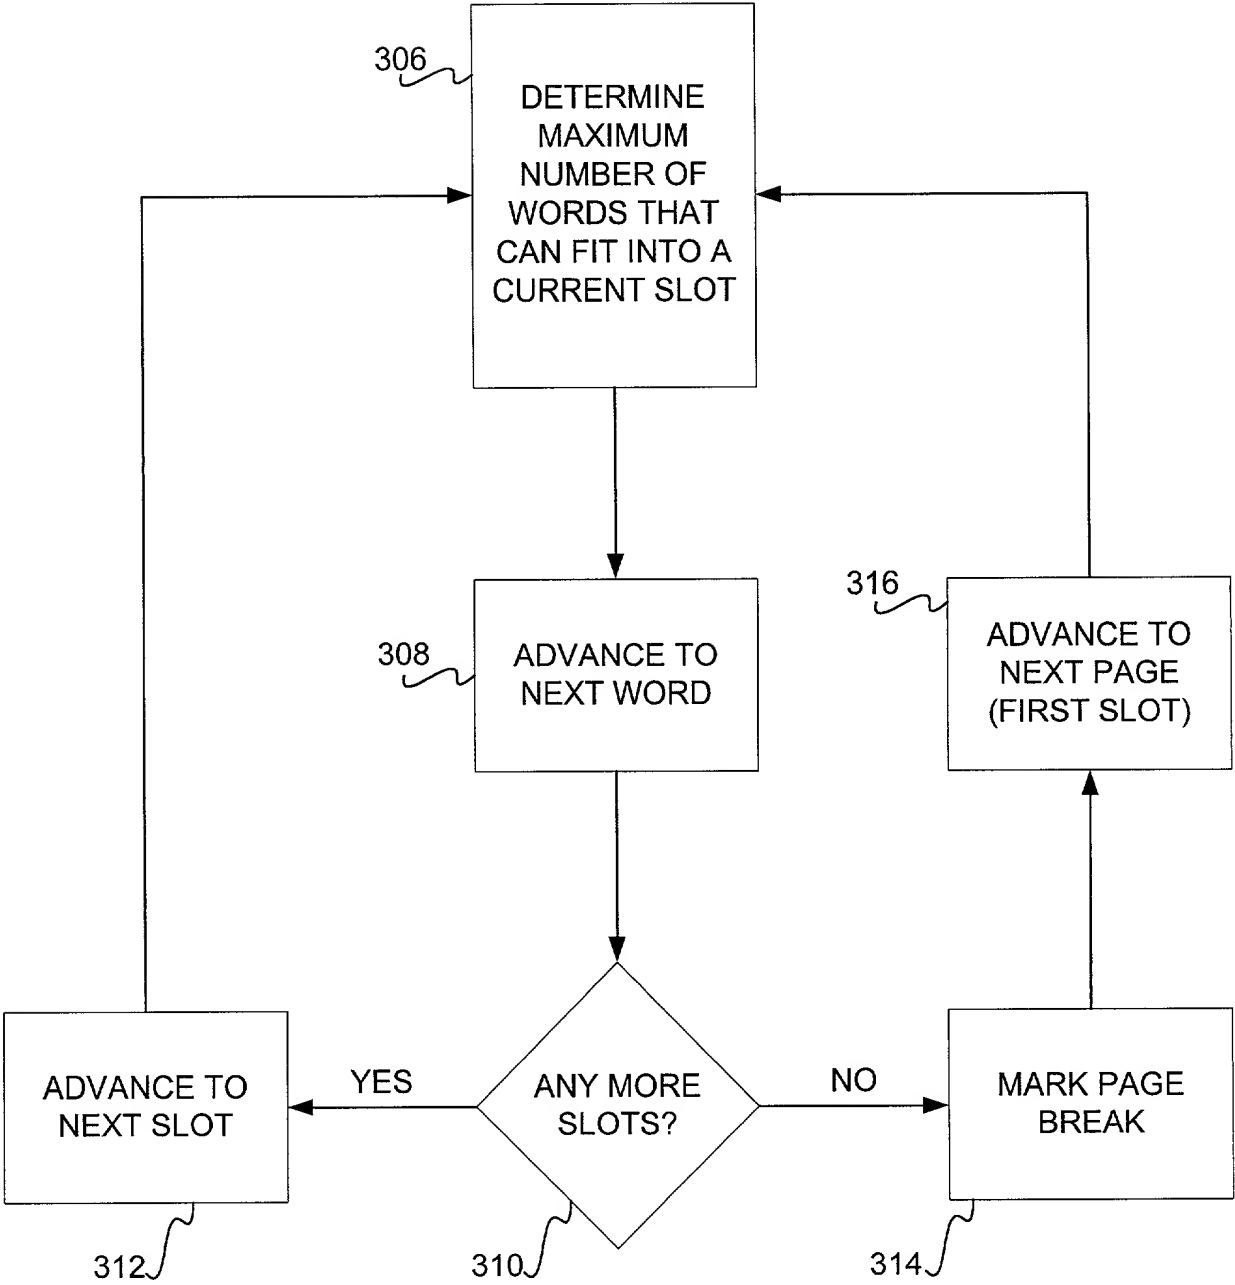 306
DETERMINE
MAXIMUM
NUMBER OF
WORDS THAT
CAN FIT INTO A
CURRENT SLOT
308
ADVANCE TO
NEXT WORD
316
ADVANCE TO
NEXT PAGE
(FIRST SLOT)
ADVANCE TO
NEXT SLOT
YES
ANY MORE
SLOTS?
NO
MARK PAGE
BREAK
312
310
314